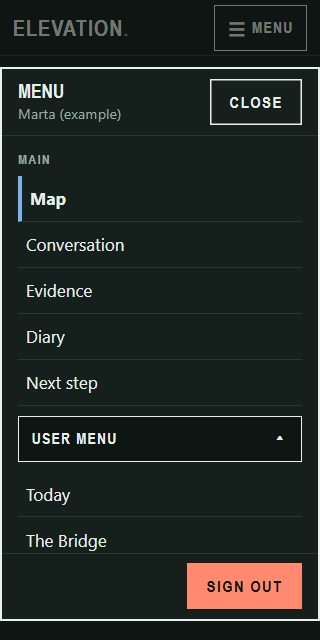 ELEVATION.
☰ MENU
MENU
Marta (example)
CLOSE
MAIN
Map
Conversation
Evidence
Diary
Next step
USER MENU
Today
The Bridge
SIGN OUT